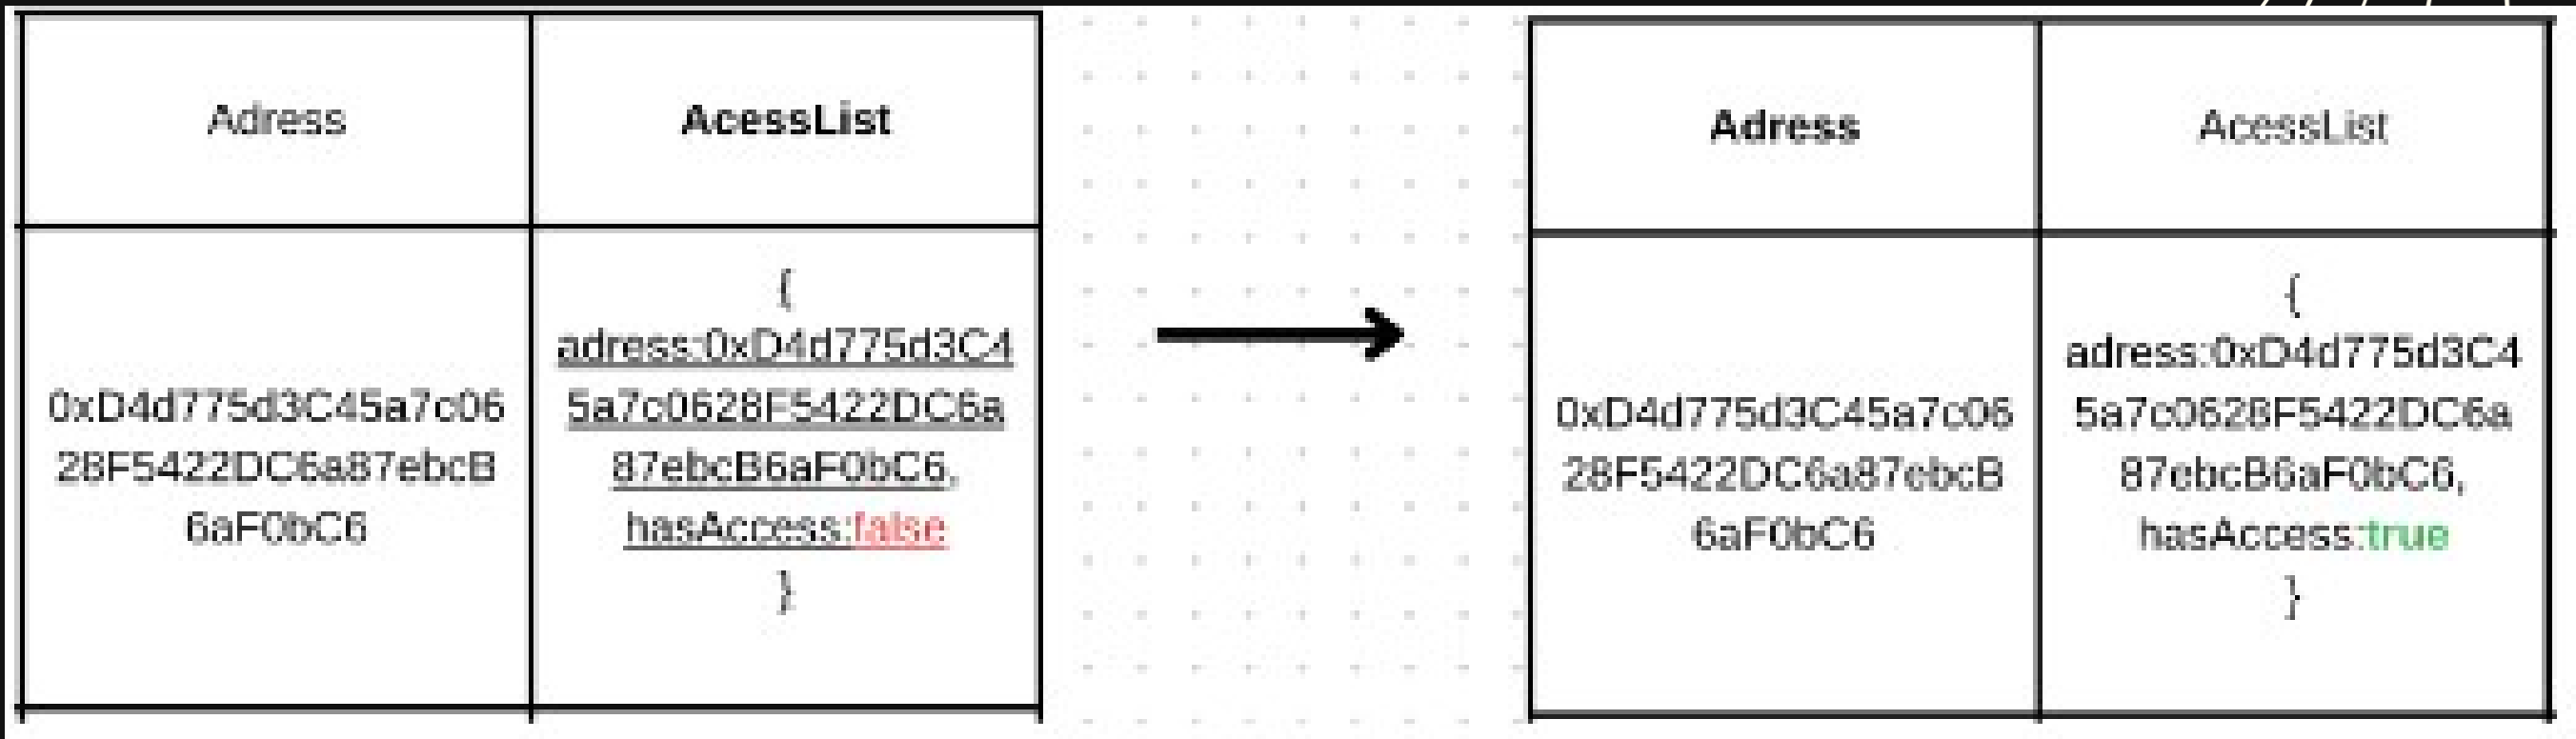 Adress
AcessList
0xD4d775d3C45a7c06
28F5422DC6a87ebcB
6aF0bC6
{
adress:0xD4d775d3C4
5a7c0628F5422DC6a
87ebcB6aF0bC6,
hasAccess:false
}
Adress
AcessList
0xD4d775d3C45a7c06
28F5422DC6a87ebcB
6aF0bC6
{
adress:0xD4d775d3C4
5a7c0628F5422DC6a
87ebcB6aF0bC6,
hasAccess:true
}